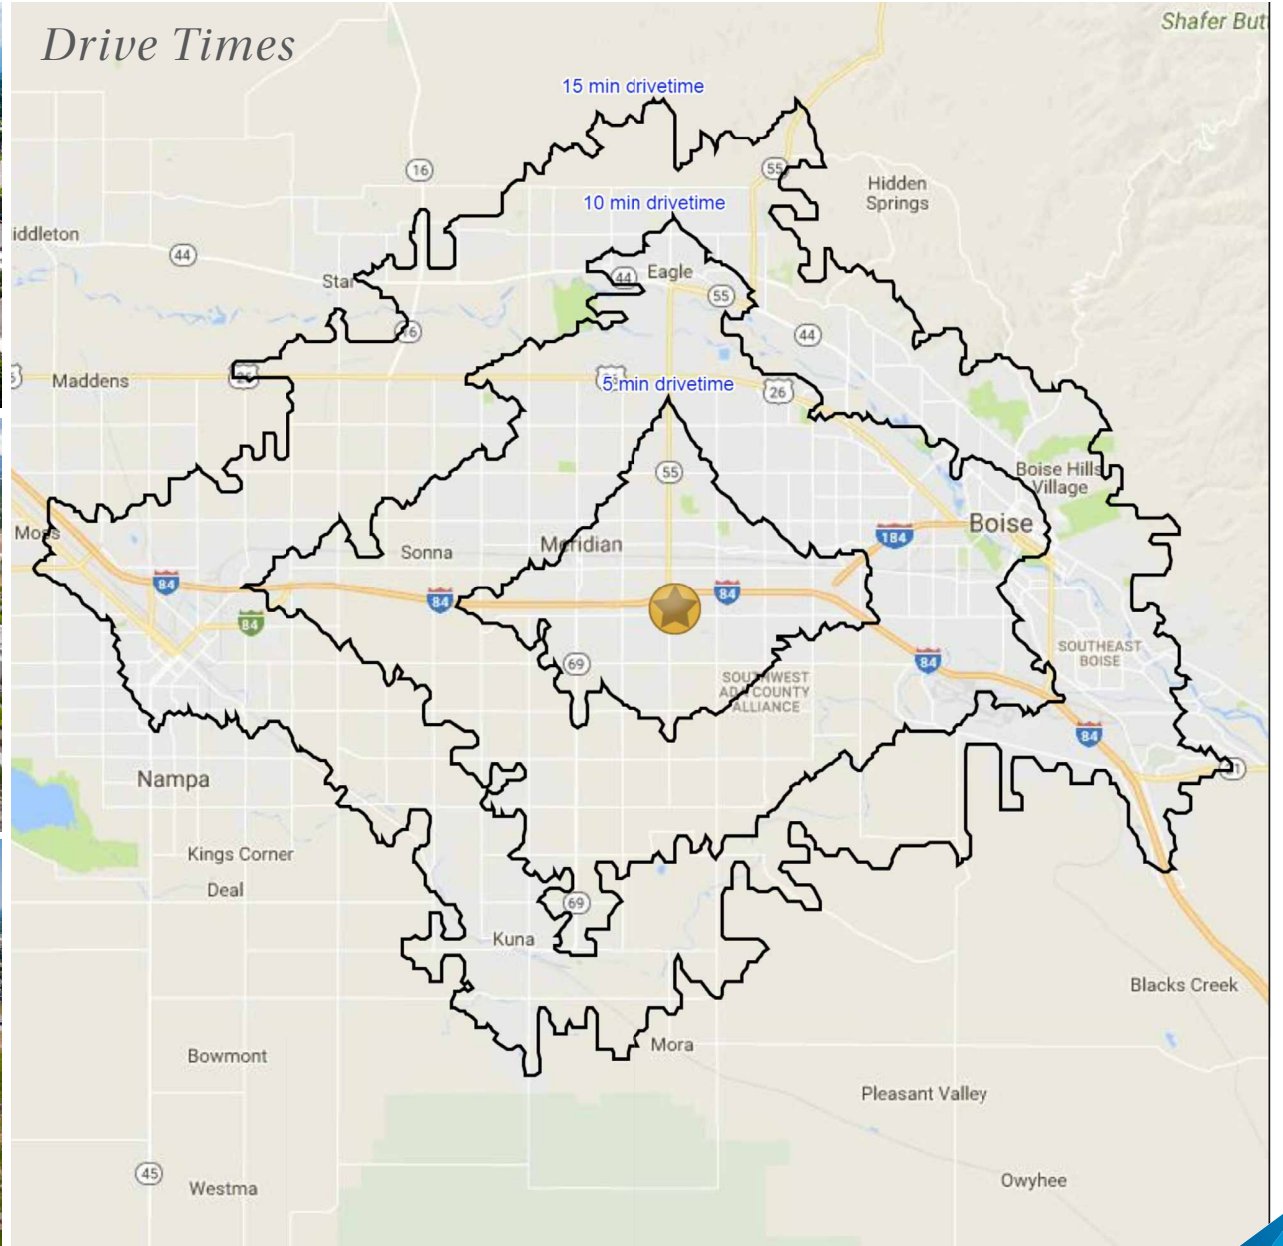 Drive Times
Shafer But
15 min drivetime
16
55
Hidden
Springs
10 min drivetime
iddleton
44
Star
44
Eagle
55
16
44
Maddens
26
5 min drivetime
26
55
Boise Hills
Village
Boise
Mos
Sonna
Meridian
184
84
84
84
84
69
84
SOUTHEAST
BOISE
SOUTHWEST
ADA COUNTY
ALLIANCE
84
Nampa
Kings Corner
Deal
69
Kuna
Blacks Creek
Mora
Bowmont
Pleasant Valley
45
Westma
Owyhee